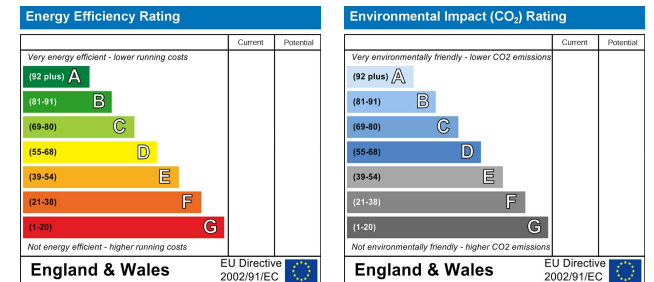 Energy Efficiency Rating
Current Potential
Very energy efficient - lower running costs
(92 plus) A
(81-91) B
(69-80) C
(55-68) D
(39-54) E
(21-38) F
(1-20) G
Not energy efficient - higher running costs
England & Wales
EU Directive
2002/91/EC
Environmental Impact (CO₂) Rating
Current Potential
Very environmentally friendly - lower CO2 emissions
(92 plus) A
(81-91) B
(69-80) C
(55-68) D
(39-54) E
(21-38) F
(1-20) G
Not environmentally friendly - higher CO2 emissions
England & Wales
EU Directive
2002/91/EC